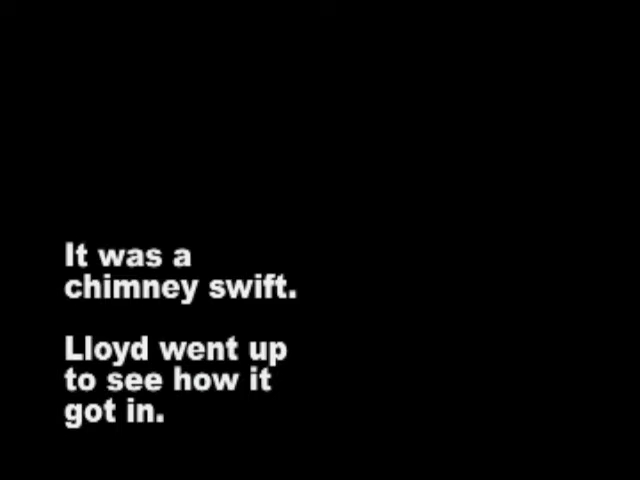 It was a
chimney swift.
Lloyd went up
to see how it
got in.